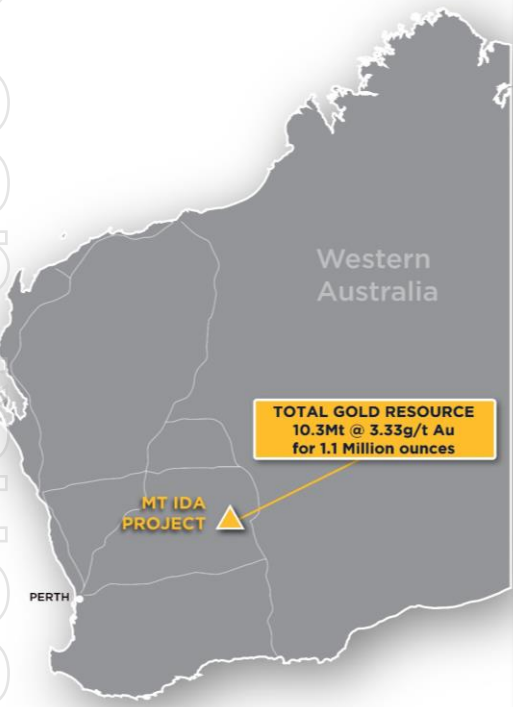 Western
Australia
TOTAL GOLD RESOURCE
10.3Mt @ 3.33g/t Au
for 1.1 Million ounces
MT IDA
PROJECT
PERTH